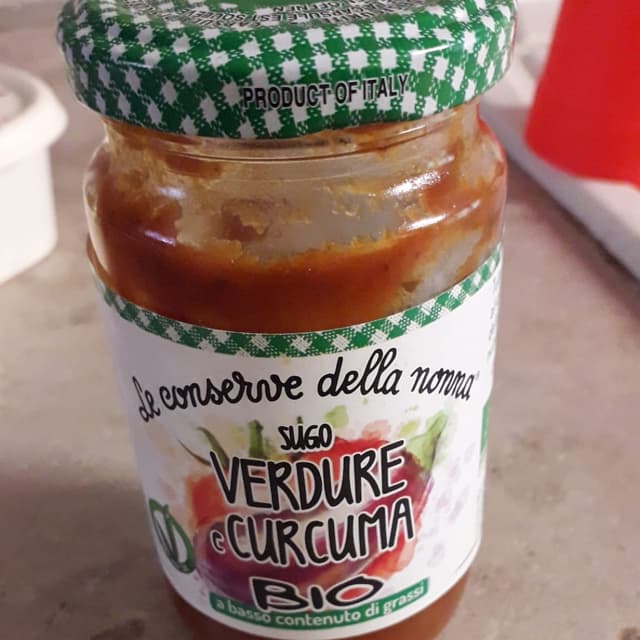 PRODUCT OF ITALY
Le conserve della nonna
SUGO
VERDURE
e CURCUMA
BIO
a basso contenuto di grassi